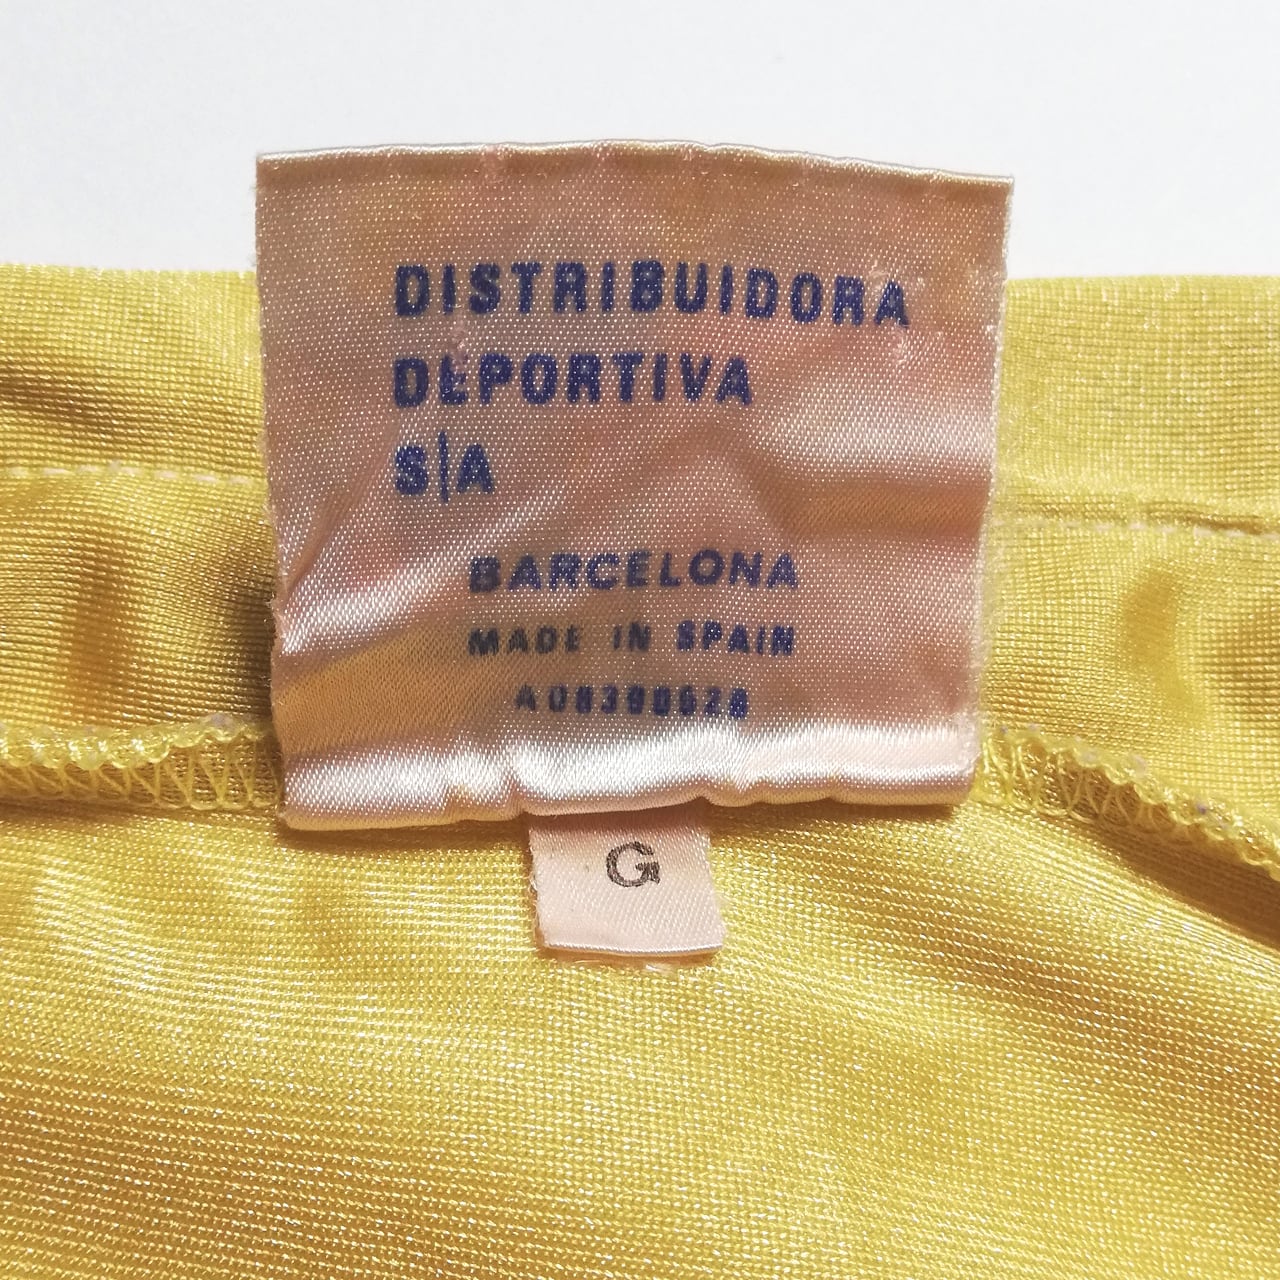 DISTRIBUIDORA
DEPORTIVA
S|A
BARCELONA
MADE IN SPAIN
G